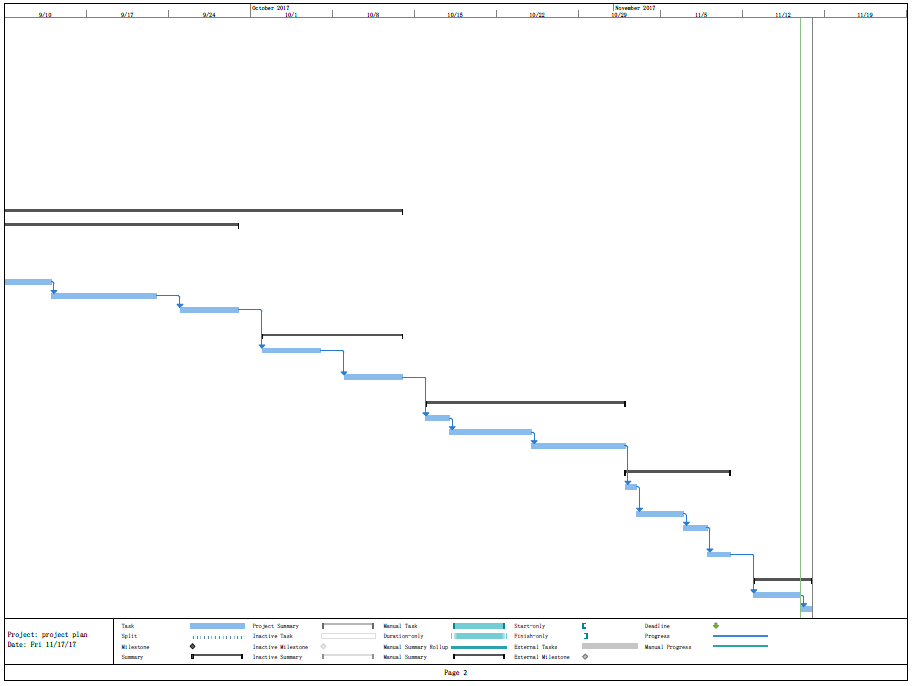 October 2017 November 2017
9/10 9/17 9/24 10/1 10/8 10/15 10/22 10/29 11/5 11/12 11/19
Project: project plan
Date: Fri 11/17/17
Task Project Summary Manual Task Start-only Deadline
Split Inactive Task Duration-only Finish-only Progress
Milestone Inactive Milestone Manual Summary Rollup External Tasks Manual Progress
Summary Inactive Summary Manual Summary External Milestone
Page 2